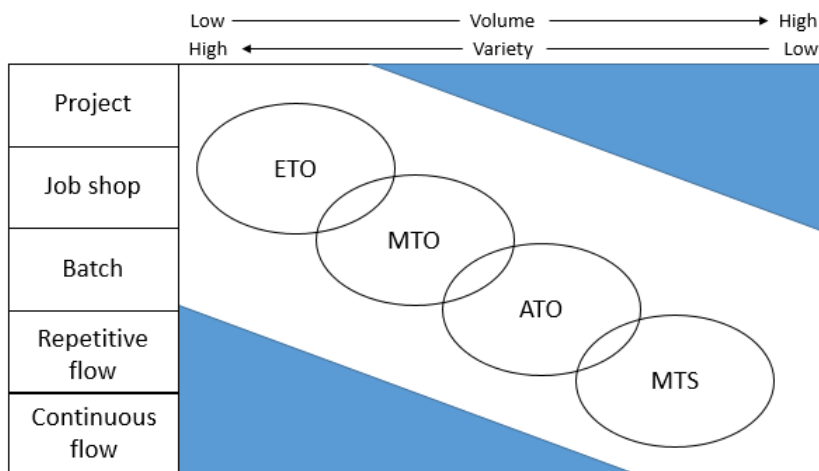 Low Volume High
High Variety Low
Project
ETO
Job shop
MTO
Batch
ATO
Repetitive
flow
MTS
Continuous
flow